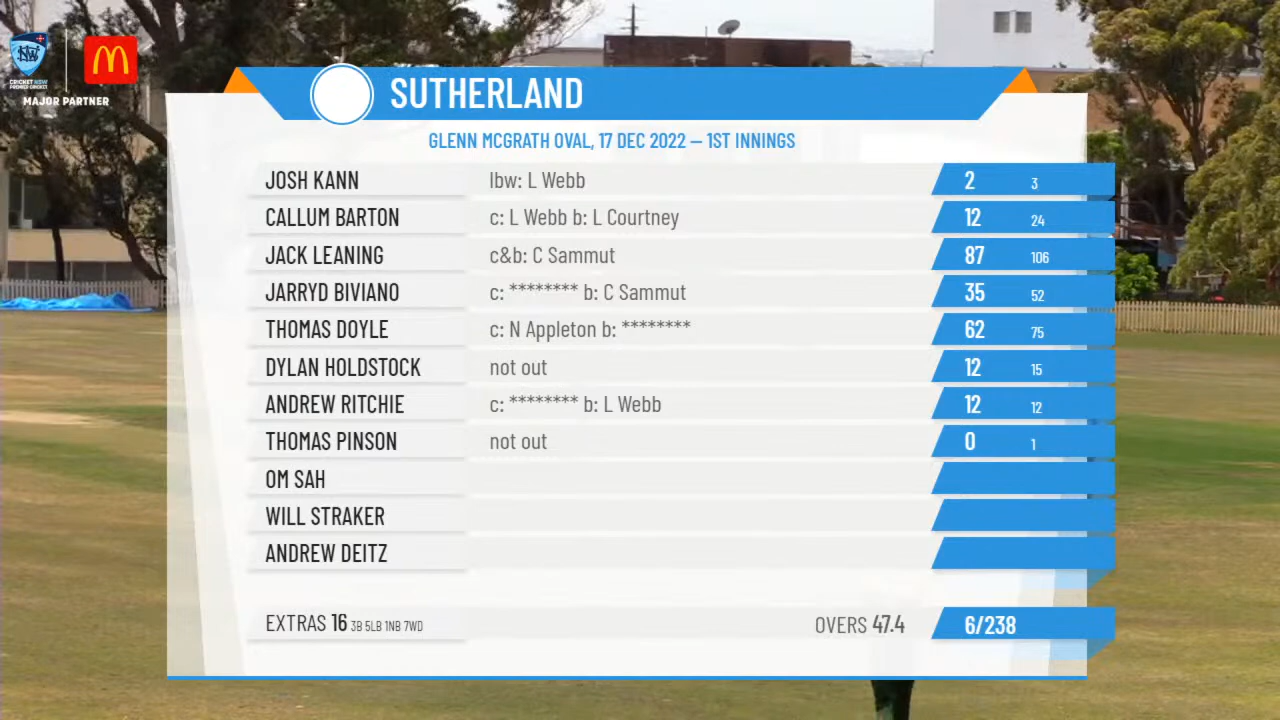 CRICKET NSW
PREMIER CRICKET
MAJOR PARTNER
SUTHERLAND
GLENN MCGRATH OVAL, 17 DEC 2022 – 1ST INNINGS
JOSH KANN lbw: L Webb 2 3
CALLUM BARTON c: L Webb b: L Courtney 12 24
JACK LEANING c&b: C Sammut 87 106
JARRYD BIVIANO c: ******** b: C Sammut 35 52
THOMAS DOYLE c: N Appleton b: ******** 62 75
DYLAN HOLDSTOCK not out 12 15
ANDREW RITCHIE c: ******** b: L Webb 12 12
THOMAS PINSON not out 0 1
OM SAH
WILL STRAKER
ANDREW DEITZ
EXTRAS 16 3B 5LB 1NB 7WD OVERS 47.4 6/238